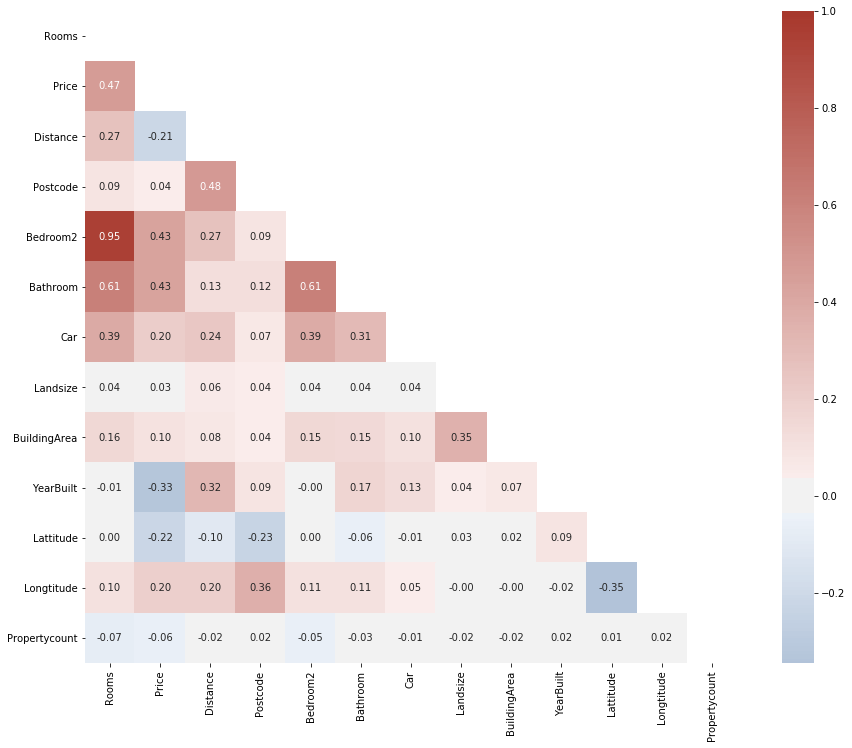 Rooms
Price 0.47
Distance 0.27 -0.21
Postcode 0.09 0.04 0.48
Bedroom2 0.95 0.43 0.27 0.09
Bathroom 0.61 0.43 0.13 0.12 0.61
Car 0.39 0.20 0.24 0.07 0.39 0.31
Landsize 0.04 0.03 0.06 0.04 0.04 0.04 0.04
BuildingArea 0.16 0.10 0.08 0.04 0.15 0.15 0.10 0.35
YearBuilt -0.01 -0.33 0.32 0.09 -0.00 0.17 0.13 0.04 0.07
Lattitude 0.00 -0.22 -0.10 -0.23 0.00 -0.06 -0.01 0.03 0.02 0.09
Longtitude 0.10 0.20 0.20 0.36 0.11 0.11 0.05 -0.00 -0.00 -0.02 -0.35
Propertycount -0.07 -0.06 -0.02 0.02 -0.05 -0.03 -0.01 -0.02 -0.02 0.02 0.01 0.02
Rooms
Price
Distance
Postcode
Bedroom2
Bathroom
Car
Landsize
BuildingArea
YearBuilt
Lattitude
Longtitude
Propertycount
1.0
0.8
0.6
0.4
0.2
0.0
−0.2